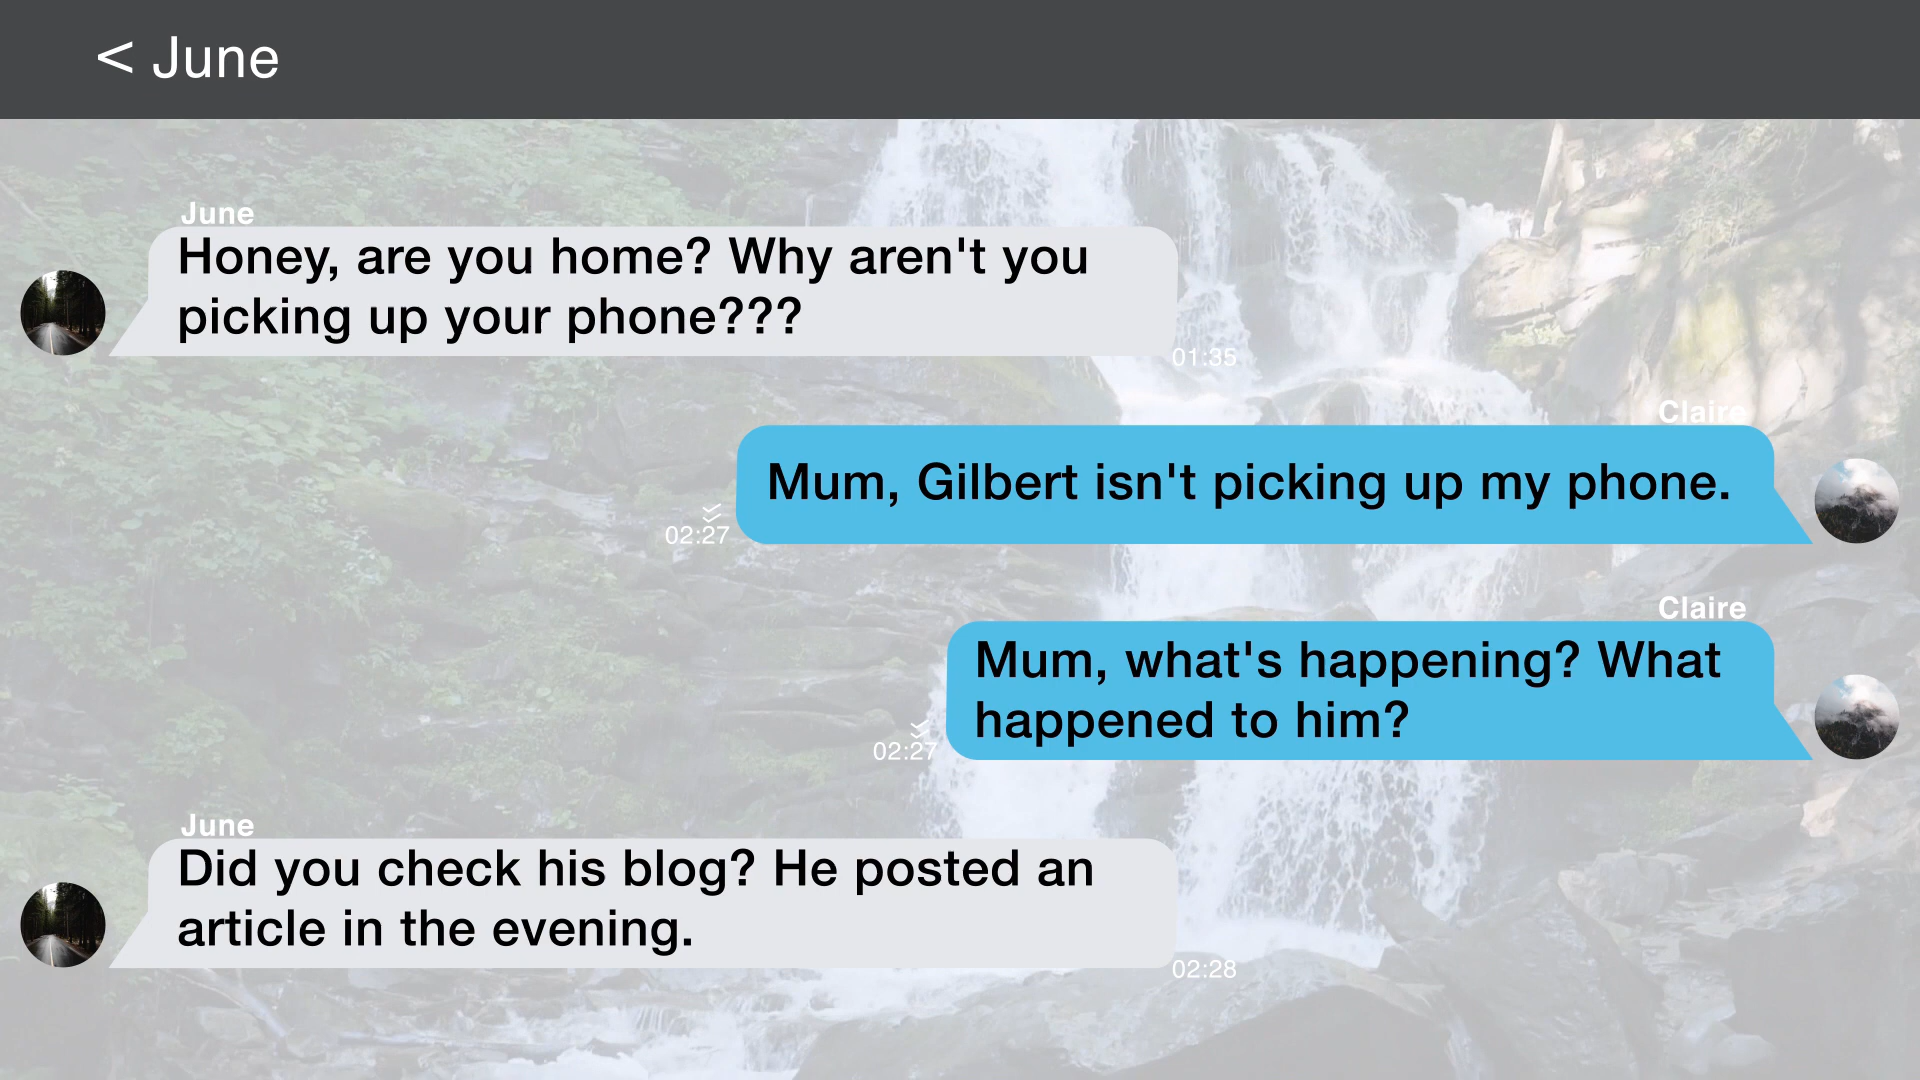 < June
June
Honey, are you home? Why aren't you
picking up your phone???
01:35
Claire
Mum, Gilbert isn't picking up my phone.
02:27
Claire
Mum, what's happening? What
happened to him?
02:27
June
Did you check his blog? He posted an
article in the evening.
02:28